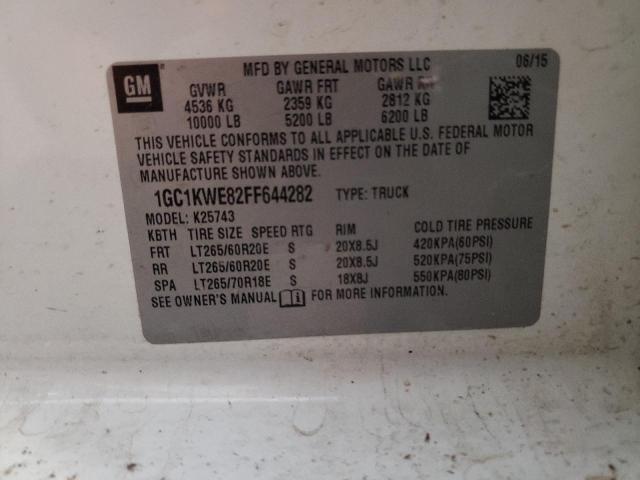 GM
MFD BY GENERAL MOTORS LLC 06/15
GVWR GAWR FRT GAWR RR
4536 KG 2359 KG 2812 KG
10000 LB 5200 LB 6200 LB
THIS VEHICLE CONFORMS TO ALL APPLICABLE U.S. FEDERAL MOTOR
VEHICLE SAFETY STANDARDS IN EFFECT ON THE DATE OF
MANUFACTURE SHOWN ABOVE.
1GC1KWE82FF644282 TYPE: TRUCK
MODEL: K25743
KBTH TIRE SIZE SPEED RTG RIM COLD TIRE PRESSURE
FRT LT265/60R20E S 20X8.5J 420KPA(60PSI)
RR LT265/60R20E S 20X8.5J 520KPA(75PSI)
SPA LT265/70R18E S 18X8J 550KPA(80PSI)
SEE OWNER'S MANUAL FOR MORE INFORMATION.